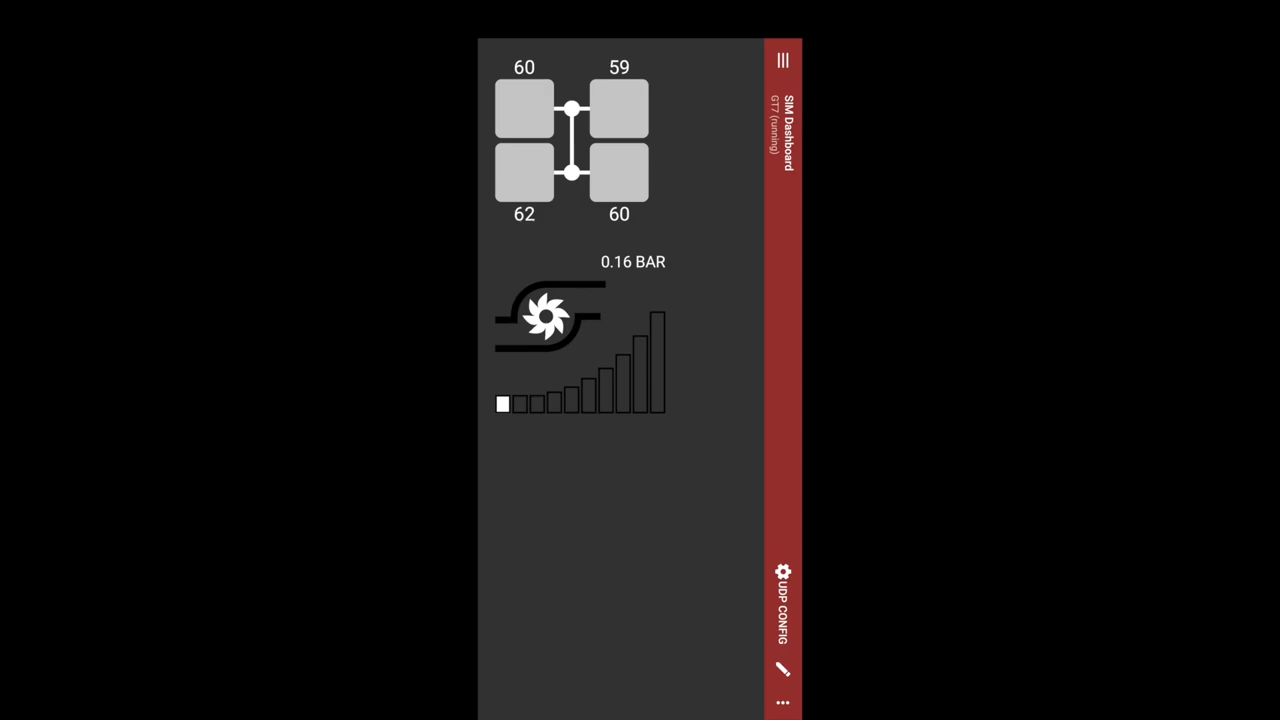 60 59
62 60
0.16 BAR
SIM Dashboard
GT7 (running)
UDP CONFIG